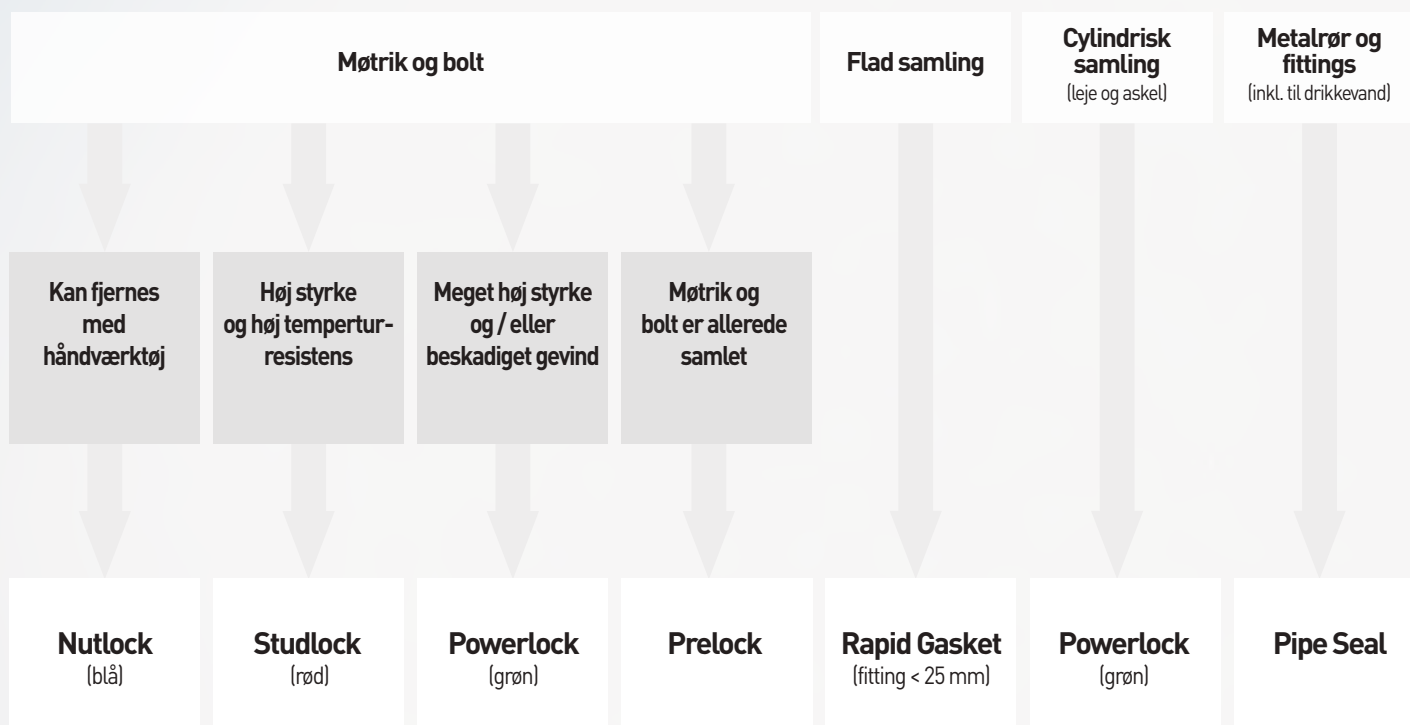 Møtrik og bolt
Flad samling
Cylindrisk
samling
(leje og askel)
Metalrør og
fittings
(inkl. til drikkevand)
Kan fjernes
med
håndværktøj
Høj styrke
og høj tempertur-
resistens
Meget høj styrke
og / eller
beskadiget gevind
Møtrik og
bolt er allerede
samlet
Nutlock
(blå)
Studlock
(rød)
Powerlock
(grøn)
Prelock
Rapid Gasket
(fitting < 25 mm)
Powerlock
(grøn)
Pipe Seal